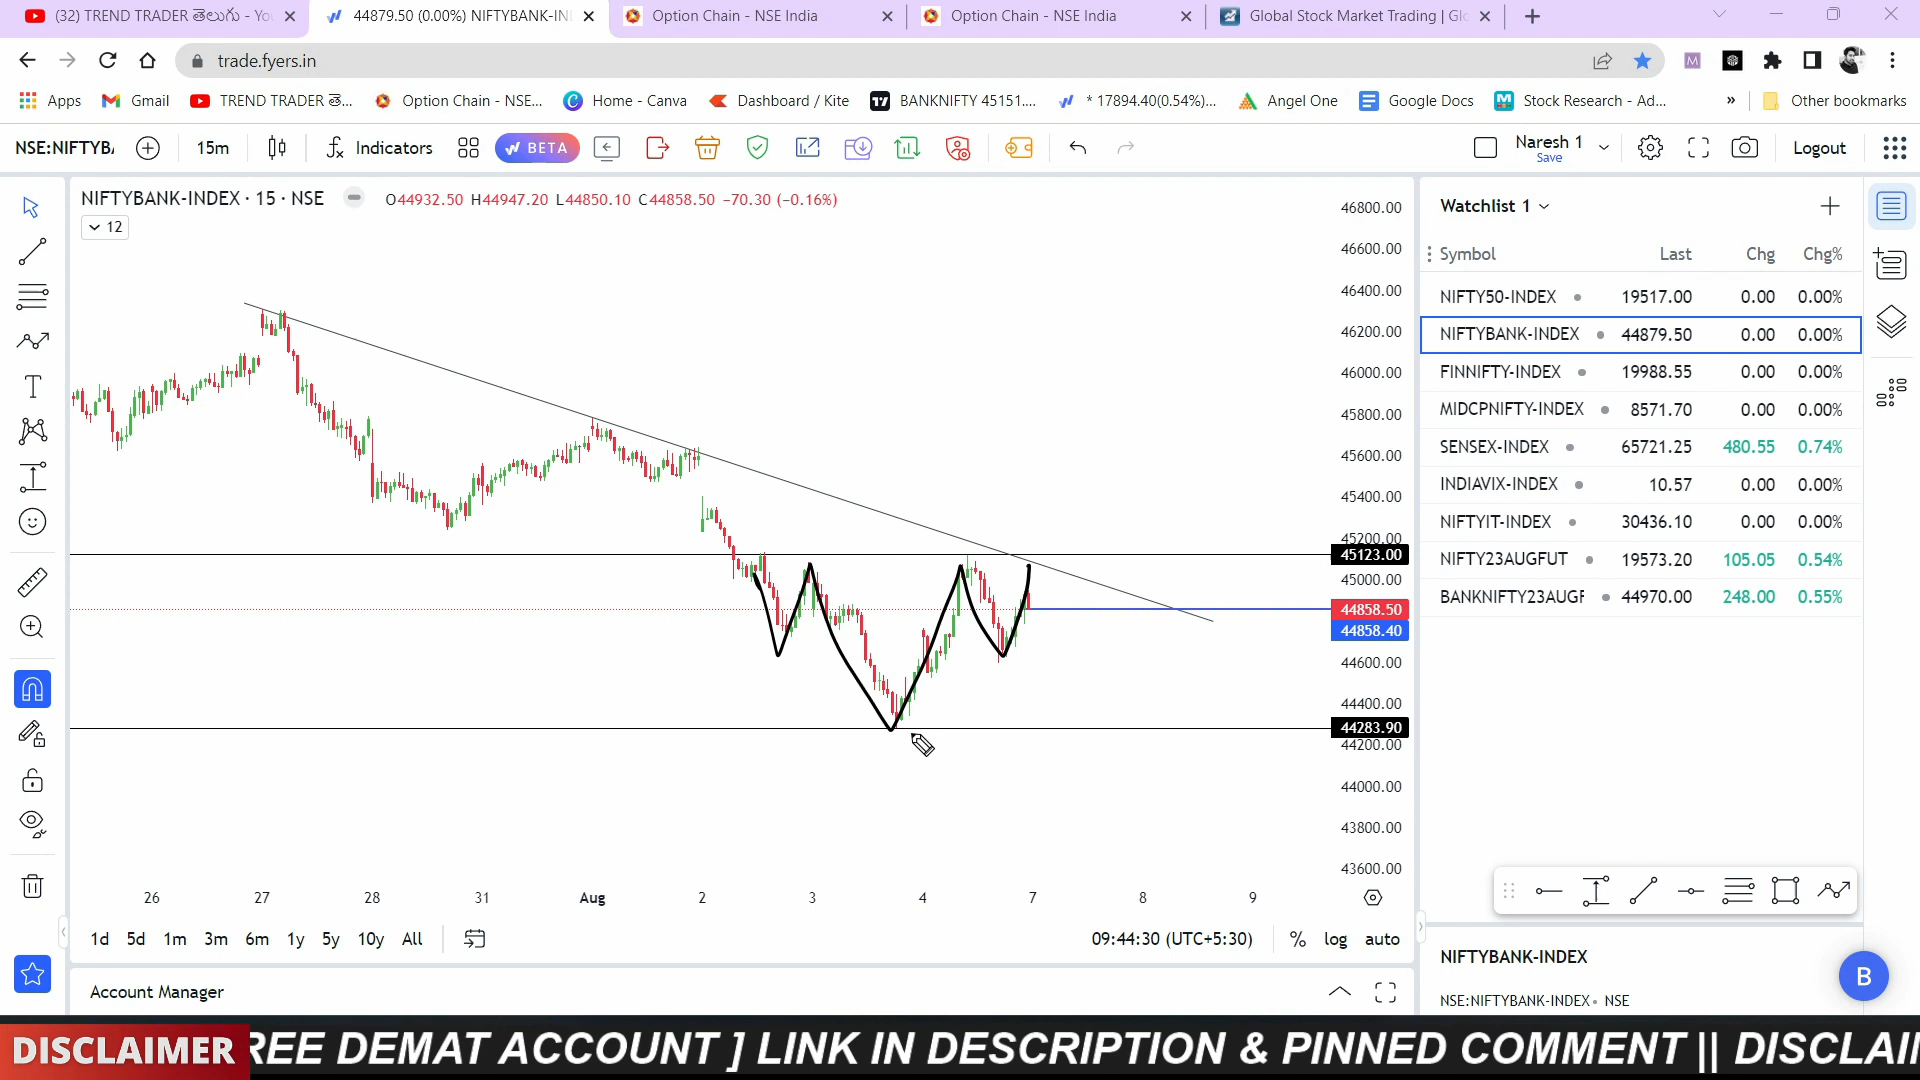 (32) TREND TRADER తెలుగు - Yo
44879.50 (0.00%) NIFTYBANK-IN
Option Chain - NSE India
Option Chain - NSE India
Global Stock Market Trading | Gl
trade.fyers.in
Apps
Gmail
TREND TRADER తె...
Option Chain - NSE...
Home - Canva
Dashboard / Kite
BANKNIFTY 45151....
* 17894.40(0.54%)...
Angel One
Google Docs
Stock Research - Ad...
»
Other bookmarks
NSE:NIFTYB
15m
Indicators
BETA
Naresh 1
Save
Logout
NIFTYBANK-INDEX · 15 · NSE
O44932.50 H44947.20 L44850.10 C44858.50 -70.30 (-0.16%)
12
46800.00
46600.00
46400.00
46200.00
46000.00
45800.00
45600.00
45400.00
45200.00
45123.00
45000.00
44858.50
44858.40
44600.00
44400.00
44283.90
44200.00
44000.00
43800.00
43600.00
26 27 28 31 Aug 2 3 4 7 8 9
1d 5d 1m 3m 6m 1y 5y 10y All
09:44:30 (UTC+5:30)
% log auto
Account Manager
Watchlist 1
Symbol Last Chg Chg%
NIFTY50-INDEX 19517.00 0.00 0.00%
NIFTYBANK-INDEX 44879.50 0.00 0.00%
FINNIFTY-INDEX 19988.55 0.00 0.00%
MIDCPNIFTY-INDEX 8571.70 0.00 0.00%
SENSEX-INDEX 65721.25 480.55 0.74%
INDIAVIX-INDEX 10.57 0.00 0.00%
NIFTYIT-INDEX 30436.10 0.00 0.00%
NIFTY23AUGFUT 19573.20 105.05 0.54%
BANKNIFTY23AUGF 44970.00 248.00 0.55%
NIFTYBANK-INDEX
NSE:NIFTYBANK-INDEX • NSE
B
DISCLAIMER
REE DEMAT ACCOUNT ] LINK IN DESCRIPTION & PINNED COMMENT || DISCLAI